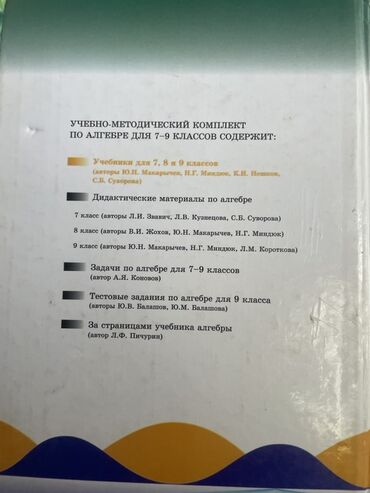 УЧЕБНО-МЕТОДИЧЕСКИЙ КОМПЛЕКТ
ПО АЛГЕБРЕ ДЛЯ 7–9 КЛАССОВ СОДЕРЖИТ:
Учебники для 7, 8 и 9 классов
(авторы Ю.Н. Макарычев, Н.Г. Миндюк, К.И. Нешков,
С.Б. Суворова)
Дидактические материалы по алгебре
7 класс (авторы Л.И. Звавич, Л.В. Кузнецова, С.Б. Суворова)
8 класс (авторы В.И. Жохов, Ю.Н. Макарычев, Н.Г. Миндюк)
9 класс (авторы Ю.Н. Макарычев, Н.Г. Миндюк, Л.М. Короткова)
Задачи по алгебре для 7–9 классов
(автор А.Я. Кононов)
Тестовые задания по алгебре для 9 класса
(авторы Ю.В. Балашов, Ю.М. Балашова)
За страницами учебника алгебры
(автор Л.Ф. Пичурин)